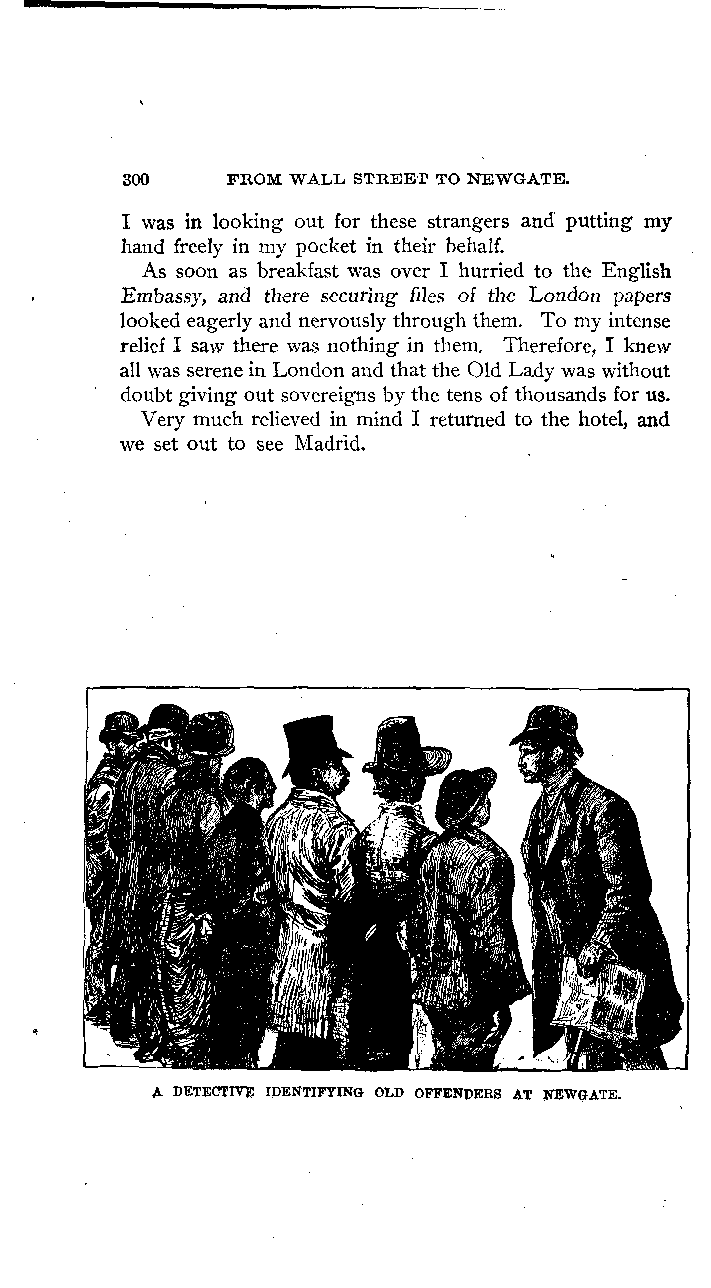 300 FROM WALL STREET TO NEWGATE.
I was in looking out for these strangers and putting my
hand freely in my pocket in their behalf.
As soon as breakfast was over I hurried to the English
Embassy, and there securing files of the London papers
looked eagerly and nervously through them. To my intense
relief I saw there was nothing in them. Therefore, I knew
all was serene in London and that the Old Lady was without
doubt giving out sovereigns by the tens of thousands for us.
Very much relieved in mind I returned to the hotel, and
we set out to see Madrid.
A DETECTIVE IDENTIFYING OLD OFFENDERS AT NEWGATE.